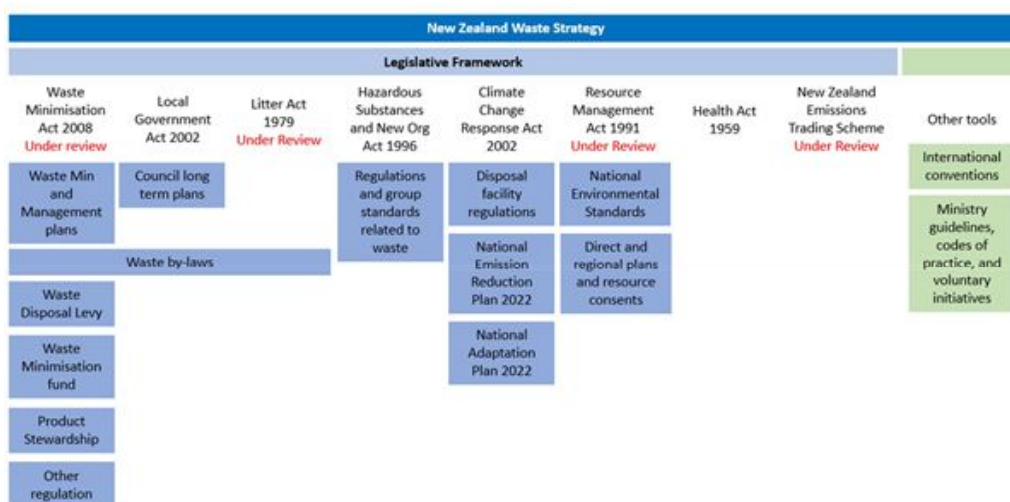 New Zealand Waste Strategy
Legislative Framework
Waste
Minimisation
Act 2008
Under review
Local
Government
Act 2002
Litter Act
1979
Under Review
Hazardous
Substances
and New Org
Act 1996
Climate
Change
Response Act
2002
Resource
Management
Act 1991
Under Review
Health Act
1959
New Zealand
Emissions
Trading Scheme
Under Review
Other tools
Waste Min
and
Management
plans
Council long
term plans
Regulations
and group
standards
related to
waste
Disposal
facility
regulations
National
Environmental
Standards
International
conventions
Waste by-laws
National
Emission
Reduction
Plan 2022
Direct and
regional plans
and resource
consents
Ministry
guidelines,
codes of
practice, and
voluntary
initiatives
Waste
Disposal Levy
Waste
Minimisation
fund
National
Adaptation
Plan 2022
Product
Stewardship
Other
regulation